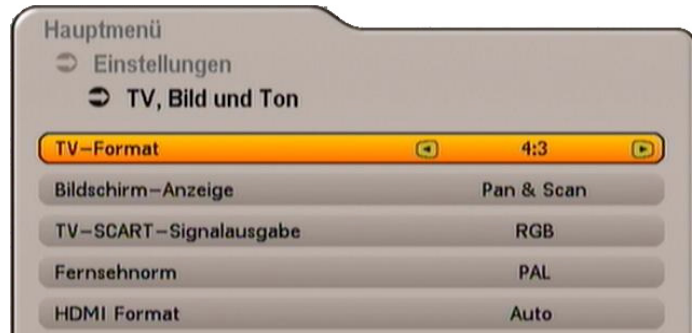 Hauptmenü
Einstellungen
TV, Bild und Ton
TV-Format 4:3
Bildschirm-Anzeige Pan & Scan
TV-SCART-Signalausgabe RGB
Fernsehnorm PAL
HDMI Format Auto